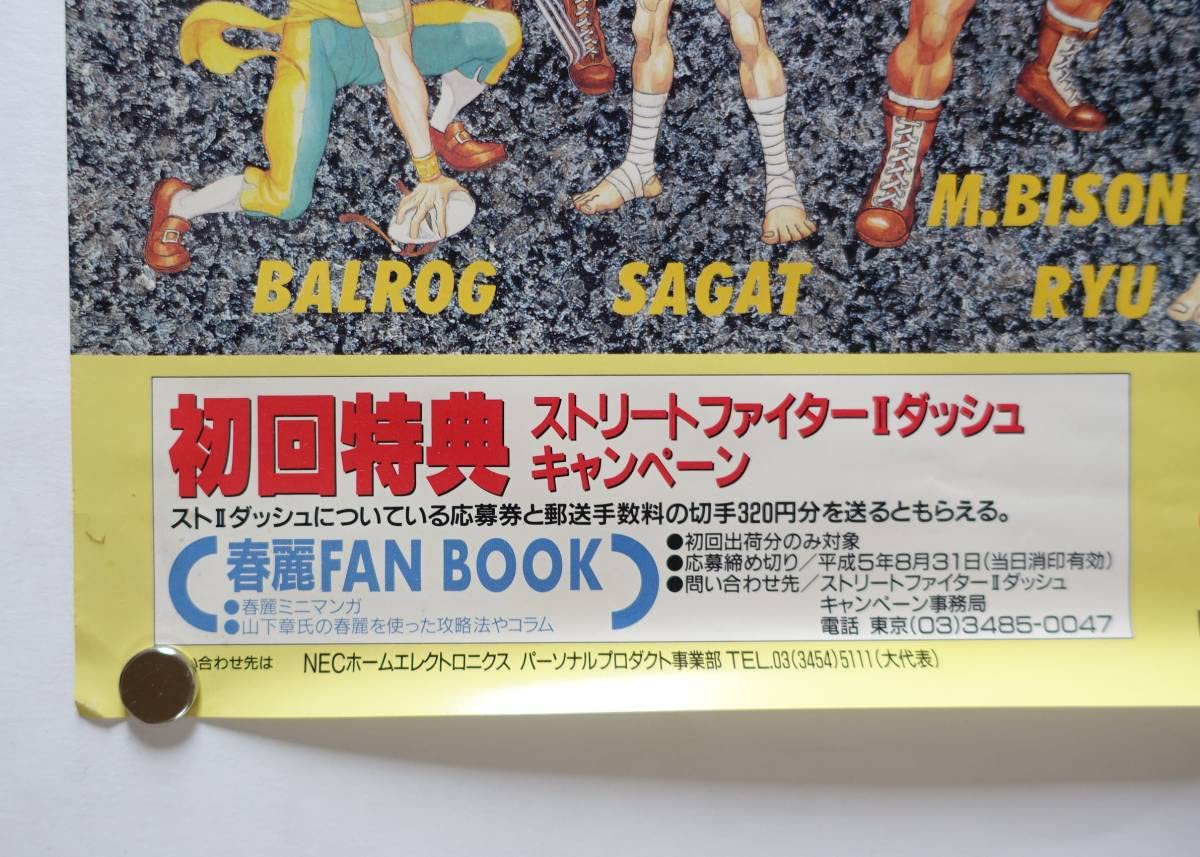 M.BISON
BALROG
SAGAT
RYU
初回特典
ストリートファイターⅡダッシュ
キャンペーン
ストⅡダッシュについている応募券と郵送手数料の切手320円分を送るともらえる。
春麗FAN BOOK
●春麗ミニマンガ
●山下章氏の春麗を使った攻略法やコラム
●初回出荷分のみ対象
●応募締め切り／平成5年8月31日(当日消印有効)
●問い合わせ先／ストリートファイターⅡダッシュ
キャンペーン事務局
電話 東京(03)3485-0047
い合わせ先は NECホームエレクトロニクス パーソナルプロダクト事業部 TEL.03(3454)5111(大代表)